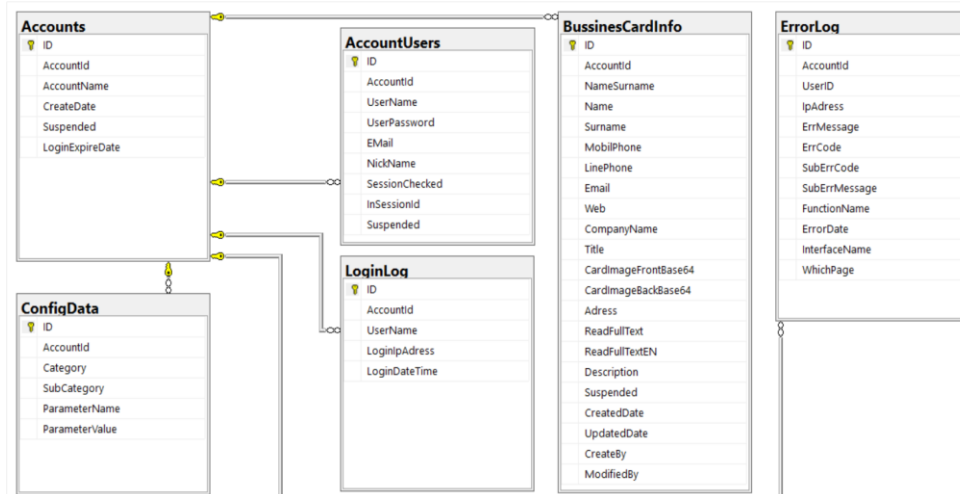 Accounts
ID
AccountId
AccountName
CreateDate
Suspended
LoginExpireDate
AccountUsers
ID
AccountId
UserName
UserPassword
EMail
NickName
SessionChecked
InSessionId
Suspended
BussinesCardInfo
ID
AccountId
NameSurname
Name
Surname
MobilPhone
LinePhone
Email
Web
CompanyName
Title
CardImageFrontBase64
CardImageBackBase64
Adress
ReadFullText
ReadFullTextEN
Description
Suspended
CreatedDate
UpdatedDate
CreateBy
ModifiedBy
ErrorLog
ID
AccountId
UserID
IpAdress
ErrMessage
ErrCode
SubErrCode
SubErrMessage
FunctionName
ErrorDate
InterfaceName
WhichPage
ConfigData
ID
AccountId
Category
SubCategory
ParameterName
ParameterValue
LoginLog
ID
AccountId
UserName
LoginIpAdress
LoginDateTime